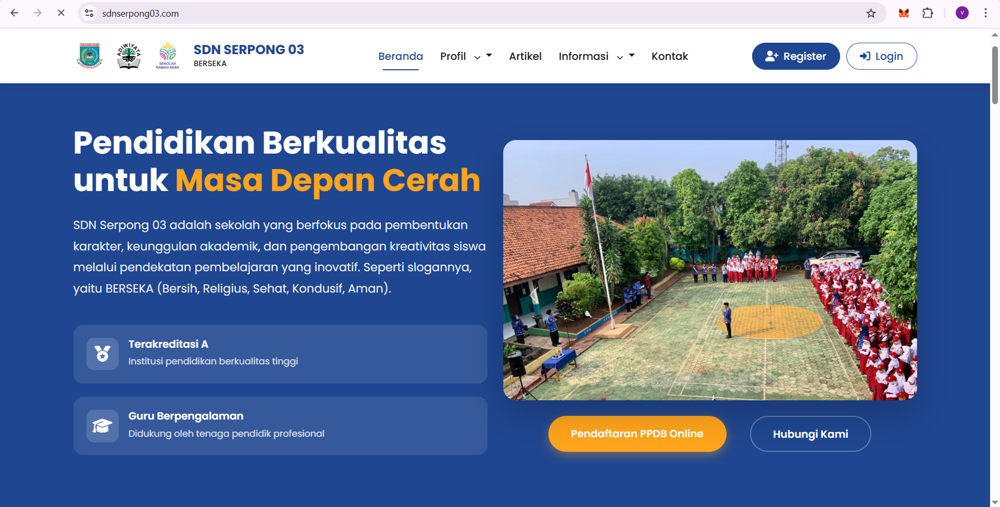 sdnserpong03.com
V
ADIWIYATA
SEKOLAH
RAMAH ANAK
SDN SERPONG 03
BERSEKA
Beranda
Profil
Artikel
Informasi
Kontak
Register
Login
Pendidikan Berkualitas
untuk Masa Depan Cerah
SDN Serpong 03 adalah sekolah yang berfokus pada pembentukan
karakter, keunggulan akademik, dan pengembangan kreativitas siswa
melalui pendekatan pembelajaran yang inovatif. Seperti slogannya,
yaitu BERSEKA (Bersih, Religius, Sehat, Kondusif, Aman).
Terakreditasi A
Institusi pendidikan berkualitas tinggi
Guru Berpengalaman
Didukung oleh tenaga pendidik profesional
SDN
Pendaftaran PPDB Online
Hubungi Kami